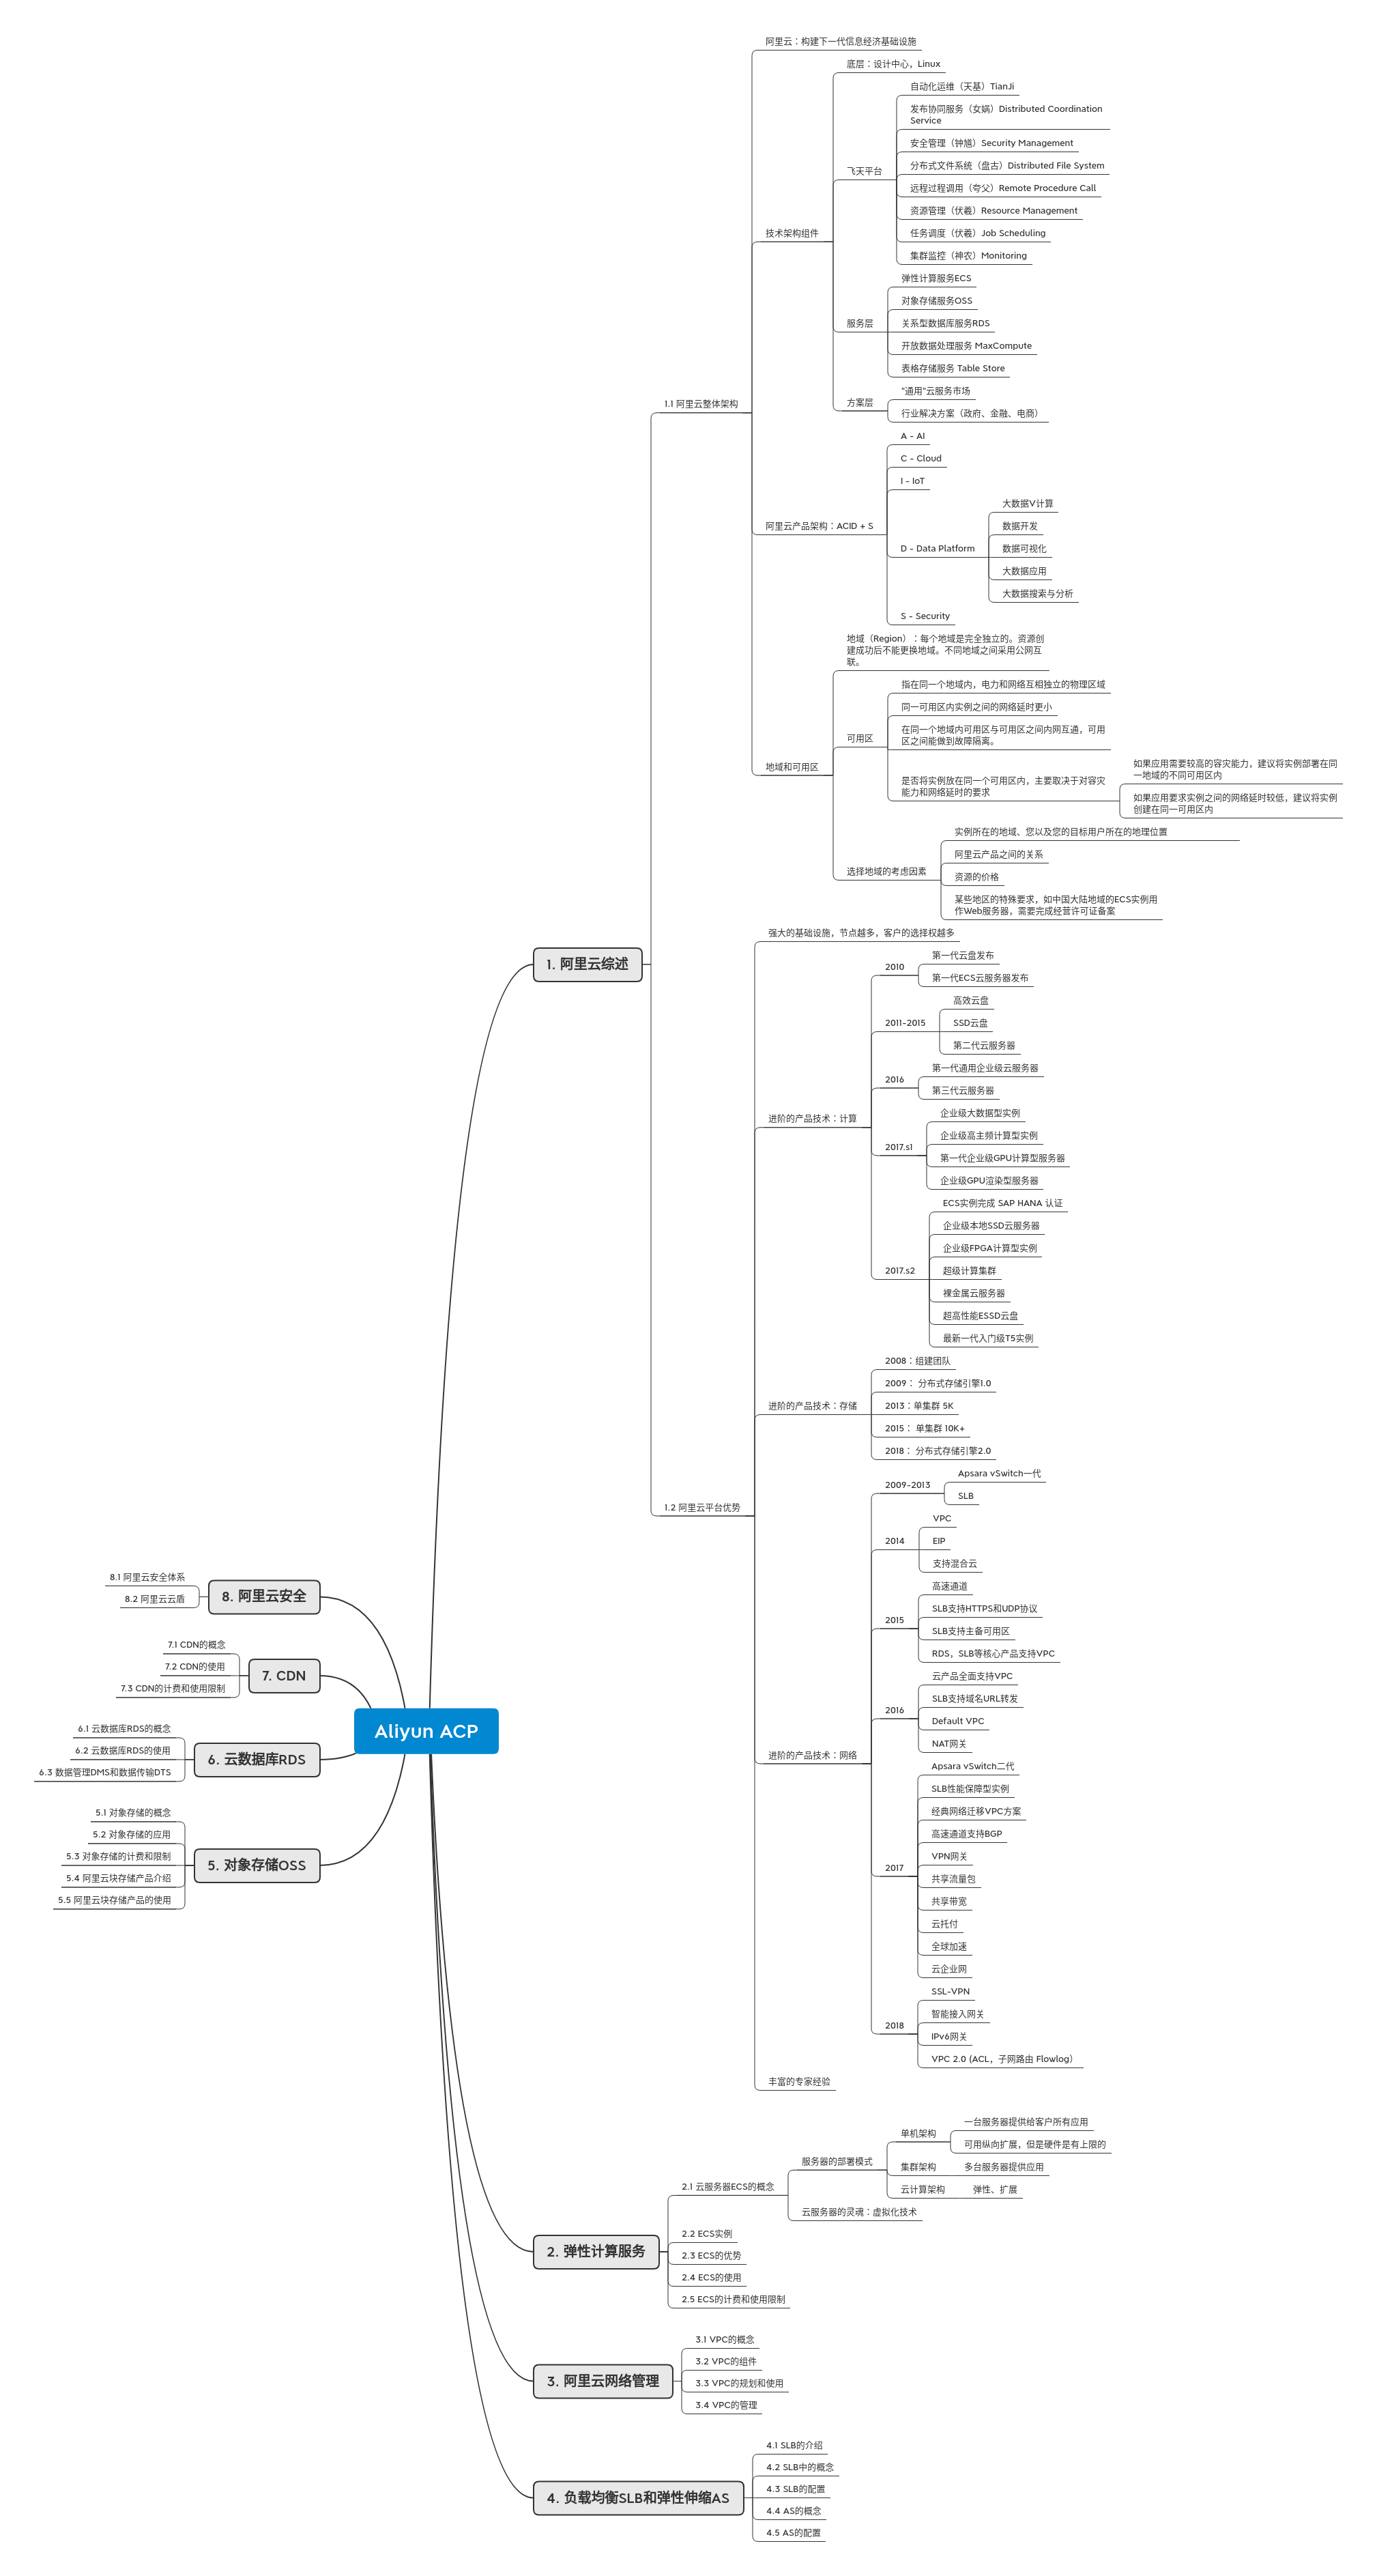 Aliyun ACP
1. 阿里云综述
1.1 阿里云整体架构
阿里云：构建下一代信息经济基础设施
技术架构组件
底层：设计中心，Linux
飞天平台
自动化运维（天基）TianJi
发布协同服务（女娲）Distributed Coordination
Service
安全管理（钟馗）Security Management
分布式文件系统（盘古）Distributed File System
远程过程调用（夸父）Remote Procedure Call
资源管理（伏羲）Resource Management
任务调度（伏羲）Job Scheduling
集群监控（神农）Monitoring
服务层
弹性计算服务ECS
对象存储服务OSS
关系型数据库服务RDS
开放数据处理服务 MaxCompute
表格存储服务 Table Store
方案层
“通用”云服务市场
行业解决方案（政府、金融、电商）
阿里云产品架构：ACID + S
A - AI
C - Cloud
I - IoT
D - Data Platform
大数据V计算
数据开发
数据可视化
大数据应用
大数据搜索与分析
S - Security
地域和可用区
地域（Region）：每个地域是完全独立的。资源创
建成功后不能更换地域。不同地域之间采用公网互
联。
可用区
指在同一个地域内，电力和网络互相独立的物理区域
同一可用区内实例之间的网络延时更小
在同一个地域内可用区与可用区之间内网互通，可用
区之间能做到故障隔离。
是否将实例放在同一个可用区内，主要取决于对容灾
能力和网络延时的要求
如果应用需要较高的容灾能力，建议将实例部署在同
一地域的不同可用区内
如果应用要求实例之间的网络延时较低，建议将实例
创建在同一可用区内
选择地域的考虑因素
实例所在的地域、您以及您的目标用户所在的地理位置
阿里云产品之间的关系
资源的价格
某些地区的特殊要求，如中国大陆地域的ECS实例用
作Web服务器，需要完成经营许可证备案
1.2 阿里云平台优势
强大的基础设施，节点越多，客户的选择权越多
进阶的产品技术：计算
2010
第一代云盘发布
第一代ECS云服务器发布
2011-2015
高效云盘
SSD云盘
第二代云服务器
2016
第一代通用企业级云服务器
第三代云服务器
2017.s1
企业级大数据型实例
企业级高主频计算型实例
第一代企业级GPU计算型服务器
企业级GPU渲染型服务器
2017.s2
ECS实例完成 SAP HANA 认证
企业级本地SSD云服务器
企业级FPGA计算型实例
超级计算集群
裸金属云服务器
超高性能ESSD云盘
最新一代入门级T5实例
进阶的产品技术：存储
2008：组建团队
2009： 分布式存储引擎1.0
2013：单集群 5K
2015： 单集群 10K+
2018： 分布式存储引擎2.0
进阶的产品技术：网络
2009-2013
Apsara vSwitch一代
SLB
2014
VPC
EIP
支持混合云
2015
高速通道
SLB支持HTTPS和UDP协议
SLB支持主备可用区
RDS，SLB等核心产品支持VPC
2016
云产品全面支持VPC
SLB支持域名URL转发
Default VPC
NAT网关
2017
Apsara vSwitch二代
SLB性能保障型实例
经典网络迁移VPC方案
高速通道支持BGP
VPN网关
共享流量包
共享带宽
云托付
全球加速
云企业网
2018
SSL-VPN
智能接入网关
IPv6网关
VPC 2.0 (ACL，子网路由 Flowlog）
丰富的专家经验
2. 弹性计算服务
2.1 云服务器ECS的概念
服务器的部署模式
单机架构
一台服务器提供给客户所有应用
可用纵向扩展，但是硬件是有上限的
集群架构
多台服务器提供应用
云计算架构
弹性、扩展
云服务器的灵魂：虚拟化技术
2.2 ECS实例
2.3 ECS的优势
2.4 ECS的使用
2.5 ECS的计费和使用限制
3. 阿里云网络管理
3.1 VPC的概念
3.2 VPC的组件
3.3 VPC的规划和使用
3.4 VPC的管理
4. 负载均衡SLB和弹性伸缩AS
4.1 SLB的介绍
4.2 SLB中的概念
4.3 SLB的配置
4.4 AS的概念
4.5 AS的配置
5. 对象存储OSS
5.1 对象存储的概念
5.2 对象存储的应用
5.3 对象存储的计费和限制
5.4 阿里云块存储产品介绍
5.5 阿里云块存储产品的使用
6. 云数据库RDS
6.1 云数据库RDS的概念
6.2 云数据库RDS的使用
6.3 数据管理DMS和数据传输DTS
7. CDN
7.1 CDN的概念
7.2 CDN的使用
7.3 CDN的计费和使用限制
8. 阿里云安全
8.1 阿里云安全体系
8.2 阿里云云盾